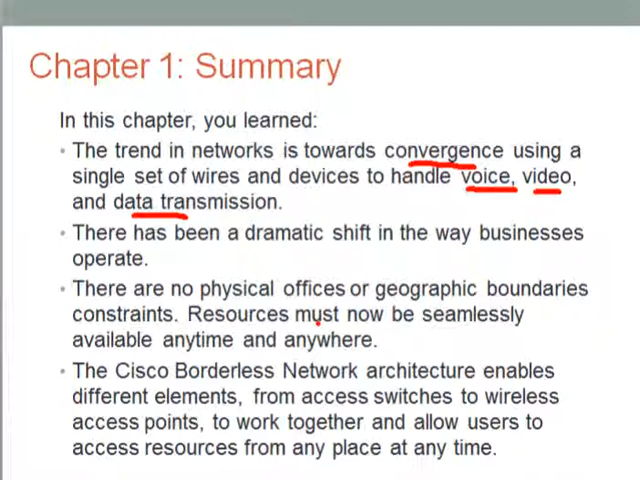 Chapter 1: Summary
In this chapter, you learned:
• The trend in networks is towards convergence using a
single set of wires and devices to handle voice, video,
and data transmission.
• There has been a dramatic shift in the way businesses
operate.
• There are no physical offices or geographic boundaries
constraints. Resources must now be seamlessly
available anytime and anywhere.
• The Cisco Borderless Network architecture enables
different elements, from access switches to wireless
access points, to work together and allow users to
access resources from any place at any time.